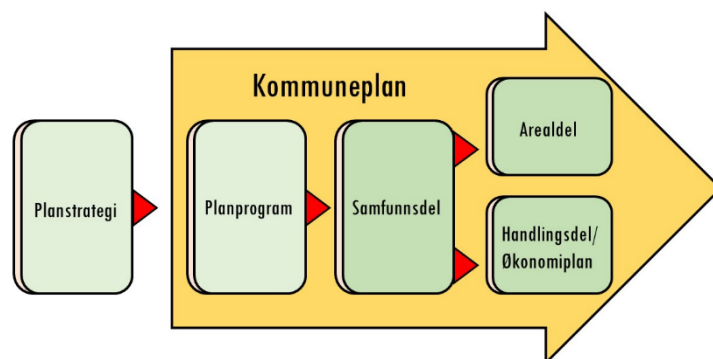 Kommuneplan
Planstrategi
Planprogram
Samfunnsdel
Arealdel
Handlingsdel/
Økonomiplan